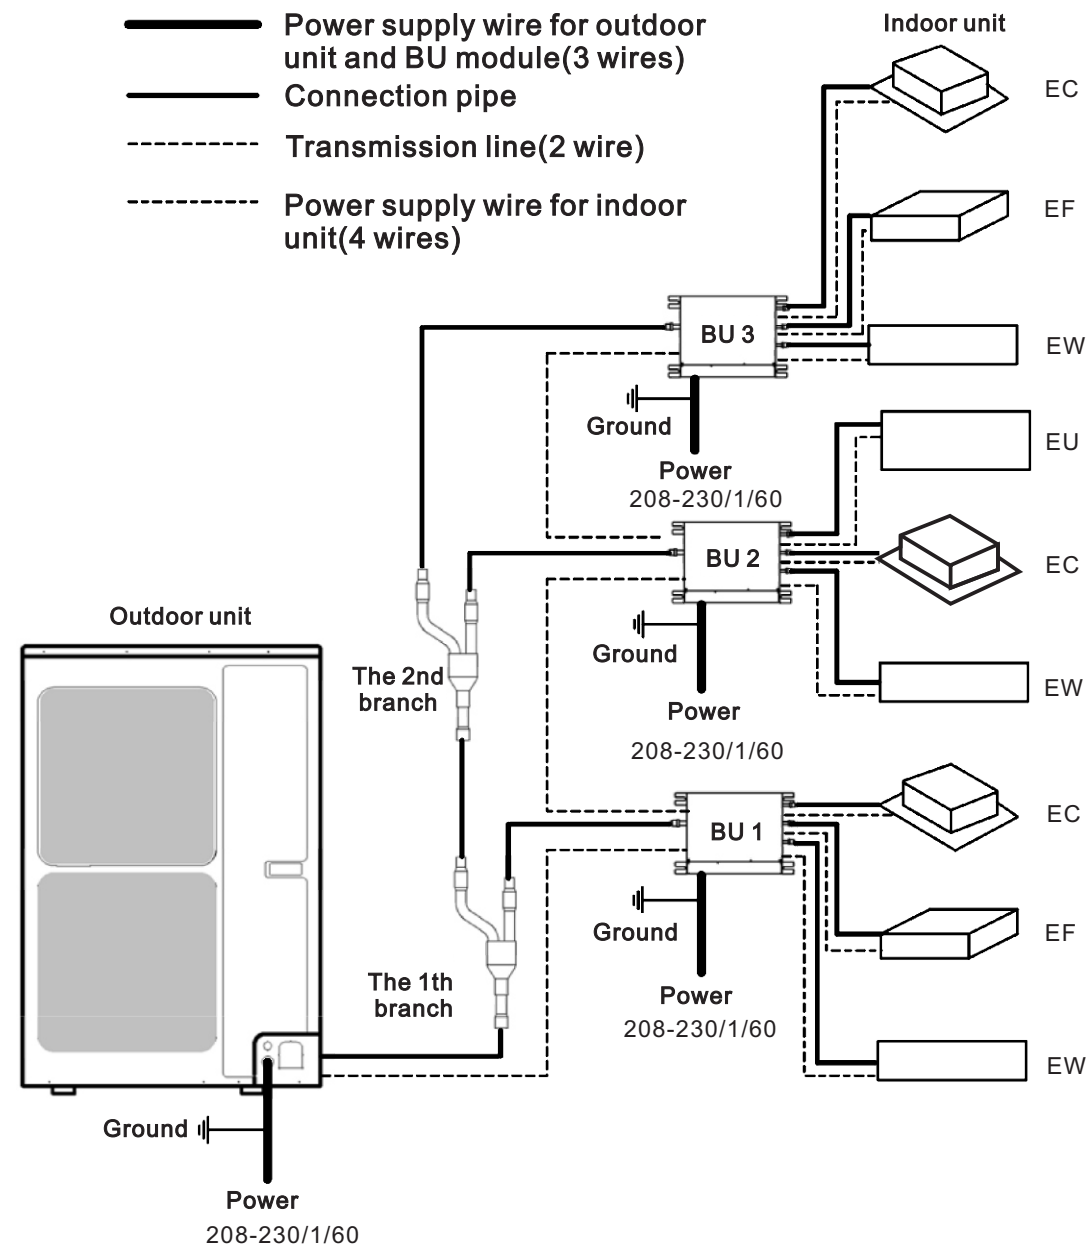 Power supply wire for outdoor
unit and BU module(3 wires)
Connection pipe
Transmission line(2 wire)
Power supply wire for indoor
unit(4 wires)
Indoor unit
EC
EF
BU 3
EW
Ground
Power
208-230/1/60
EU
BU 2
EC
Ground
EW
Power
208-230/1/60
Outdoor unit
The 2nd
branch
EC
BU 1
EF
Ground
Power
208-230/1/60
The 1th
branch
EW
Ground
Power
208-230/1/60